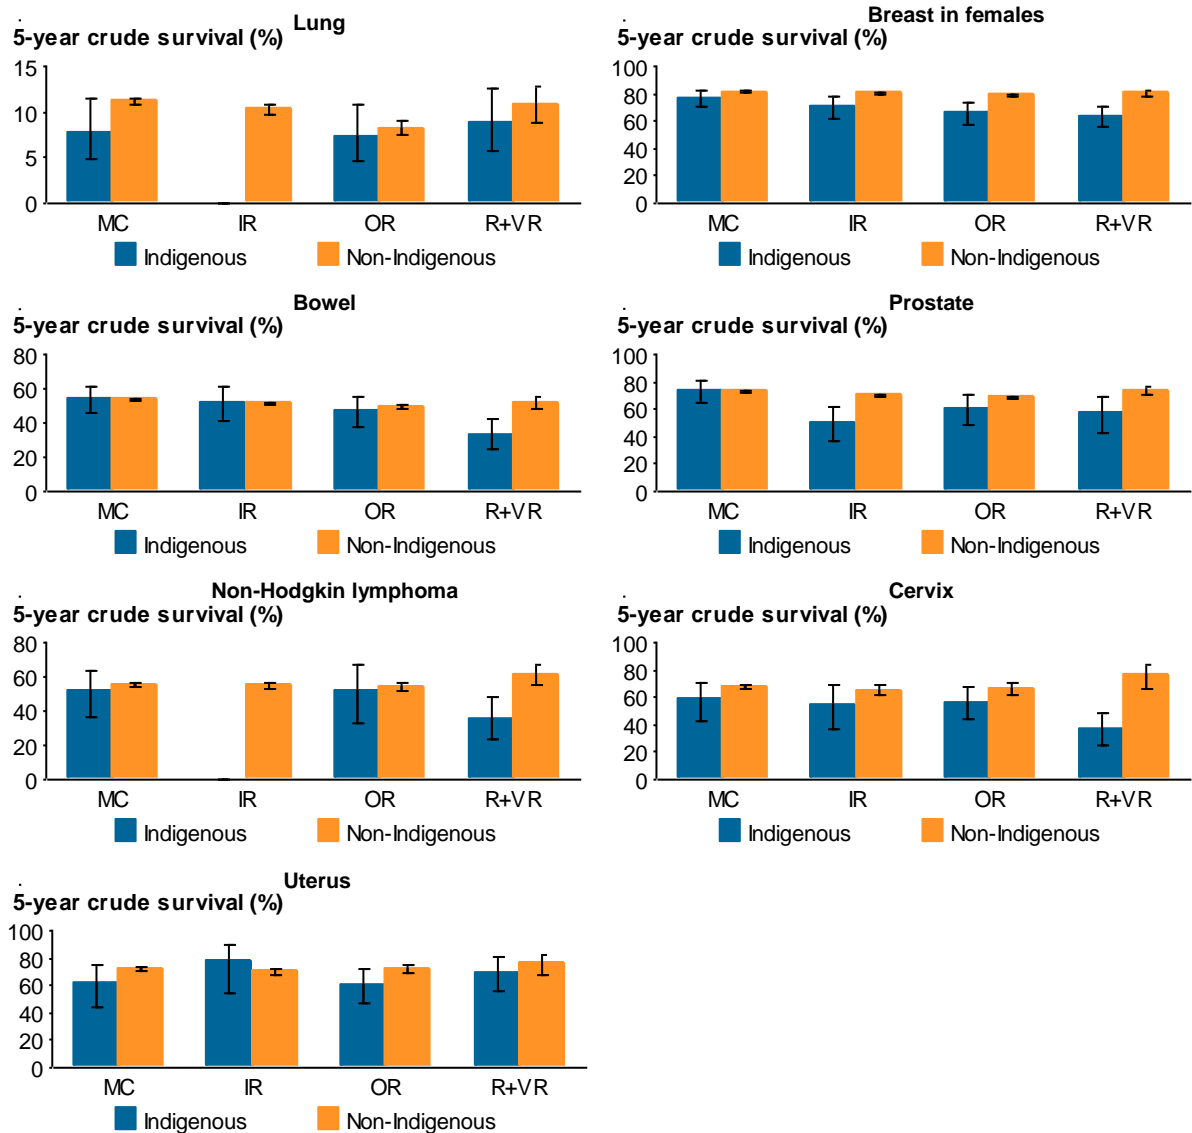 Lung
5-year crude survival (%)
15
10
5
0
MC IR OR R+VR
Indigenous Non-Indigenous
Breast in females
5-year crude survival (%)
100
80
60
40
20
0
MC IR OR R+VR
Indigenous Non-Indigenous
Bowel
5-year crude survival (%)
80
60
40
20
0
MC IR OR R+VR
Indigenous Non-Indigenous
Prostate
5-year crude survival (%)
100
80
60
40
20
0
MC IR OR R+VR
Indigenous Non-Indigenous
Non-Hodgkin lymphoma
5-year crude survival (%)
80
60
40
20
0
MC IR OR R+VR
Indigenous Non-Indigenous
Cervix
5-year crude survival (%)
100
80
60
40
20
0
MC IR OR R+VR
Indigenous Non-Indigenous
Uterus
5-year crude survival (%)
100
80
60
40
20
0
MC IR OR R+VR
Indigenous Non-Indigenous